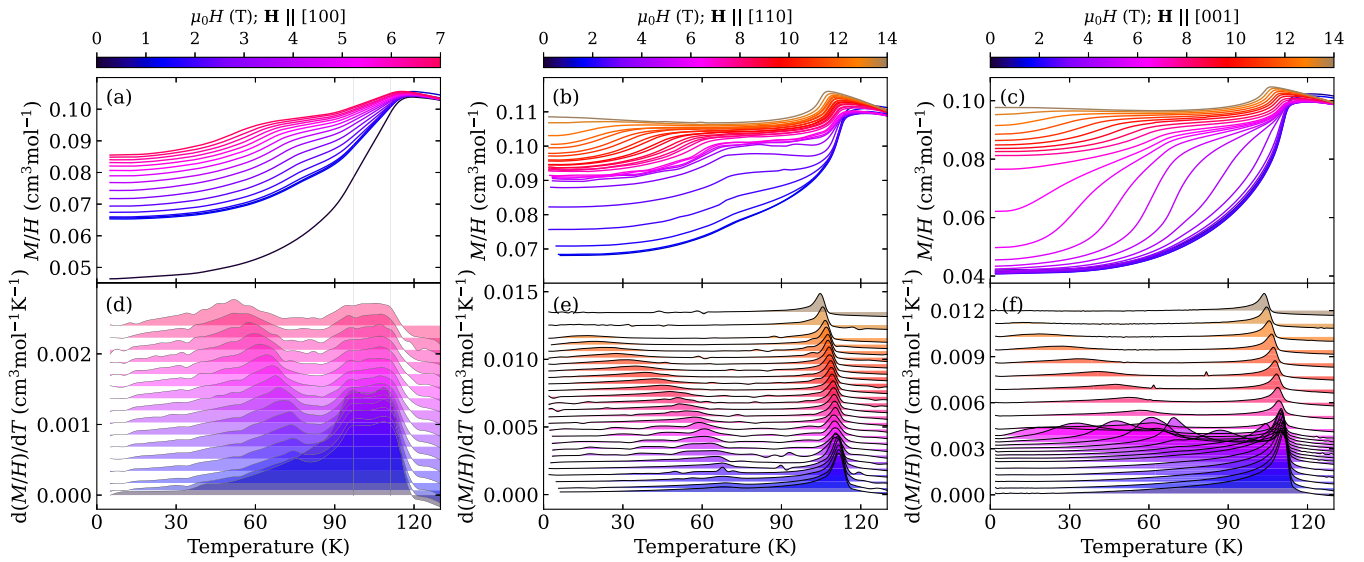 μ₀H (T); H || [100]
0 1 2 3 4 5 6 7
μ₀H (T); H || [110]
0 2 4 6 8 10 12 14
μ₀H (T); H || [001]
0 2 4 6 8 10 12 14
(a)
M/H (cm³mol⁻¹)
0.10
0.09
0.08
0.07
0.06
0.05
(b)
M/H (cm³mol⁻¹)
0.11
0.10
0.09
0.08
0.07
(c)
M/H (cm³mol⁻¹)
0.10
0.08
0.06
0.04
(d)
d(M/H)/dT (cm³mol⁻¹K⁻¹)
0.002
0.001
0.000
0 30 60 90 120
Temperature (K)
(e)
d(M/H)/dT (cm³mol⁻¹K⁻¹)
0.015
0.010
0.005
0.000
0 30 60 90 120
Temperature (K)
(f)
d(M/H)/dT (cm³mol⁻¹K⁻¹)
0.012
0.009
0.006
0.003
0.000
0 30 60 90 120
Temperature (K)